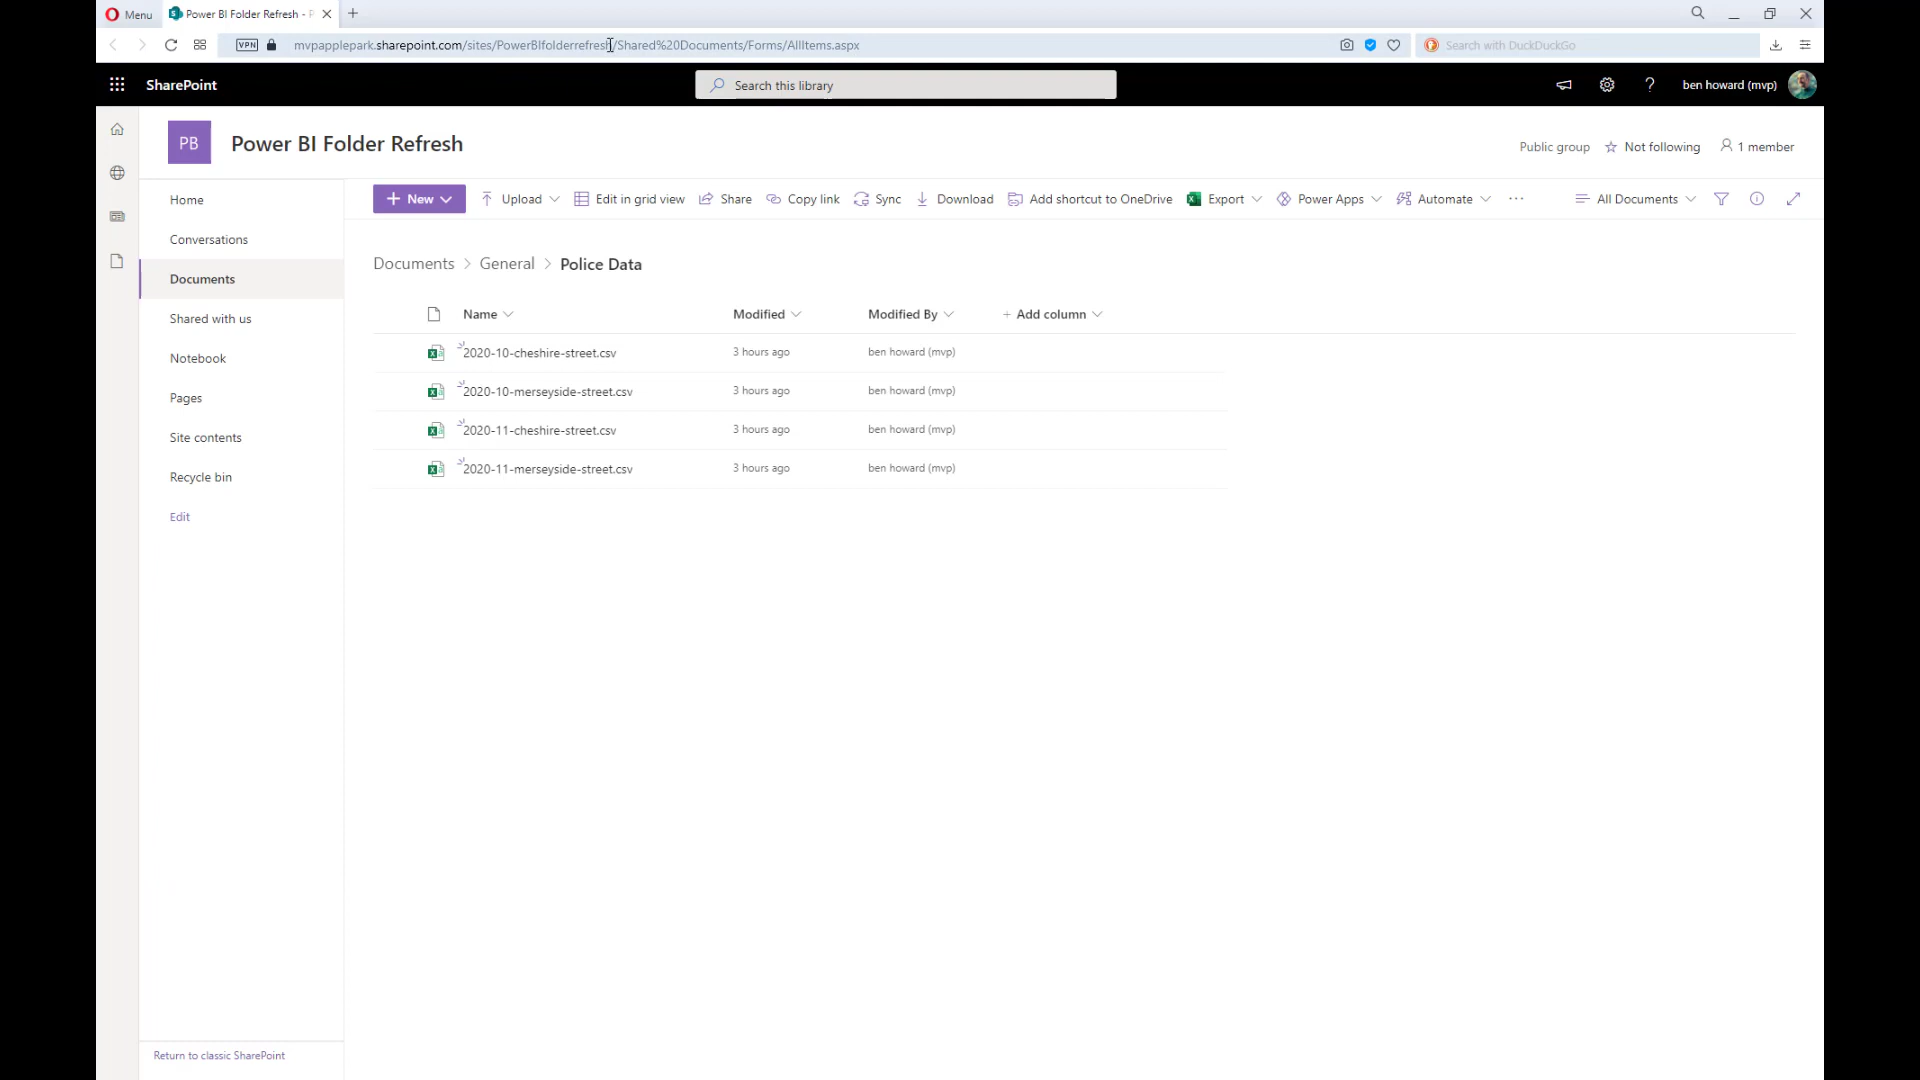 Menu
Power BI Folder Refresh - P
VPN
mvpapplepark.sharepoint.com/sites/PowerBIfolderrefresh/Shared%20Documents/Forms/AllItems.aspx
Search with DuckDuckGo
SharePoint
Search this library
ben howard (mvp)
PB
Power BI Folder Refresh
Public group
Not following
1 member
Home
Conversations
Documents
Shared with us
Notebook
Pages
Site contents
Recycle bin
Edit
Return to classic SharePoint
New
Upload
Edit in grid view
Share
Copy link
Sync
Download
Add shortcut to OneDrive
Export
Power Apps
Automate
All Documents
Documents > General > Police Data
Name Modified Modified By + Add column
2020-10-cheshire-street.csv 3 hours ago ben howard (mvp)
2020-10-merseyside-street.csv 3 hours ago ben howard (mvp)
2020-11-cheshire-street.csv 3 hours ago ben howard (mvp)
2020-11-merseyside-street.csv 3 hours ago ben howard (mvp)